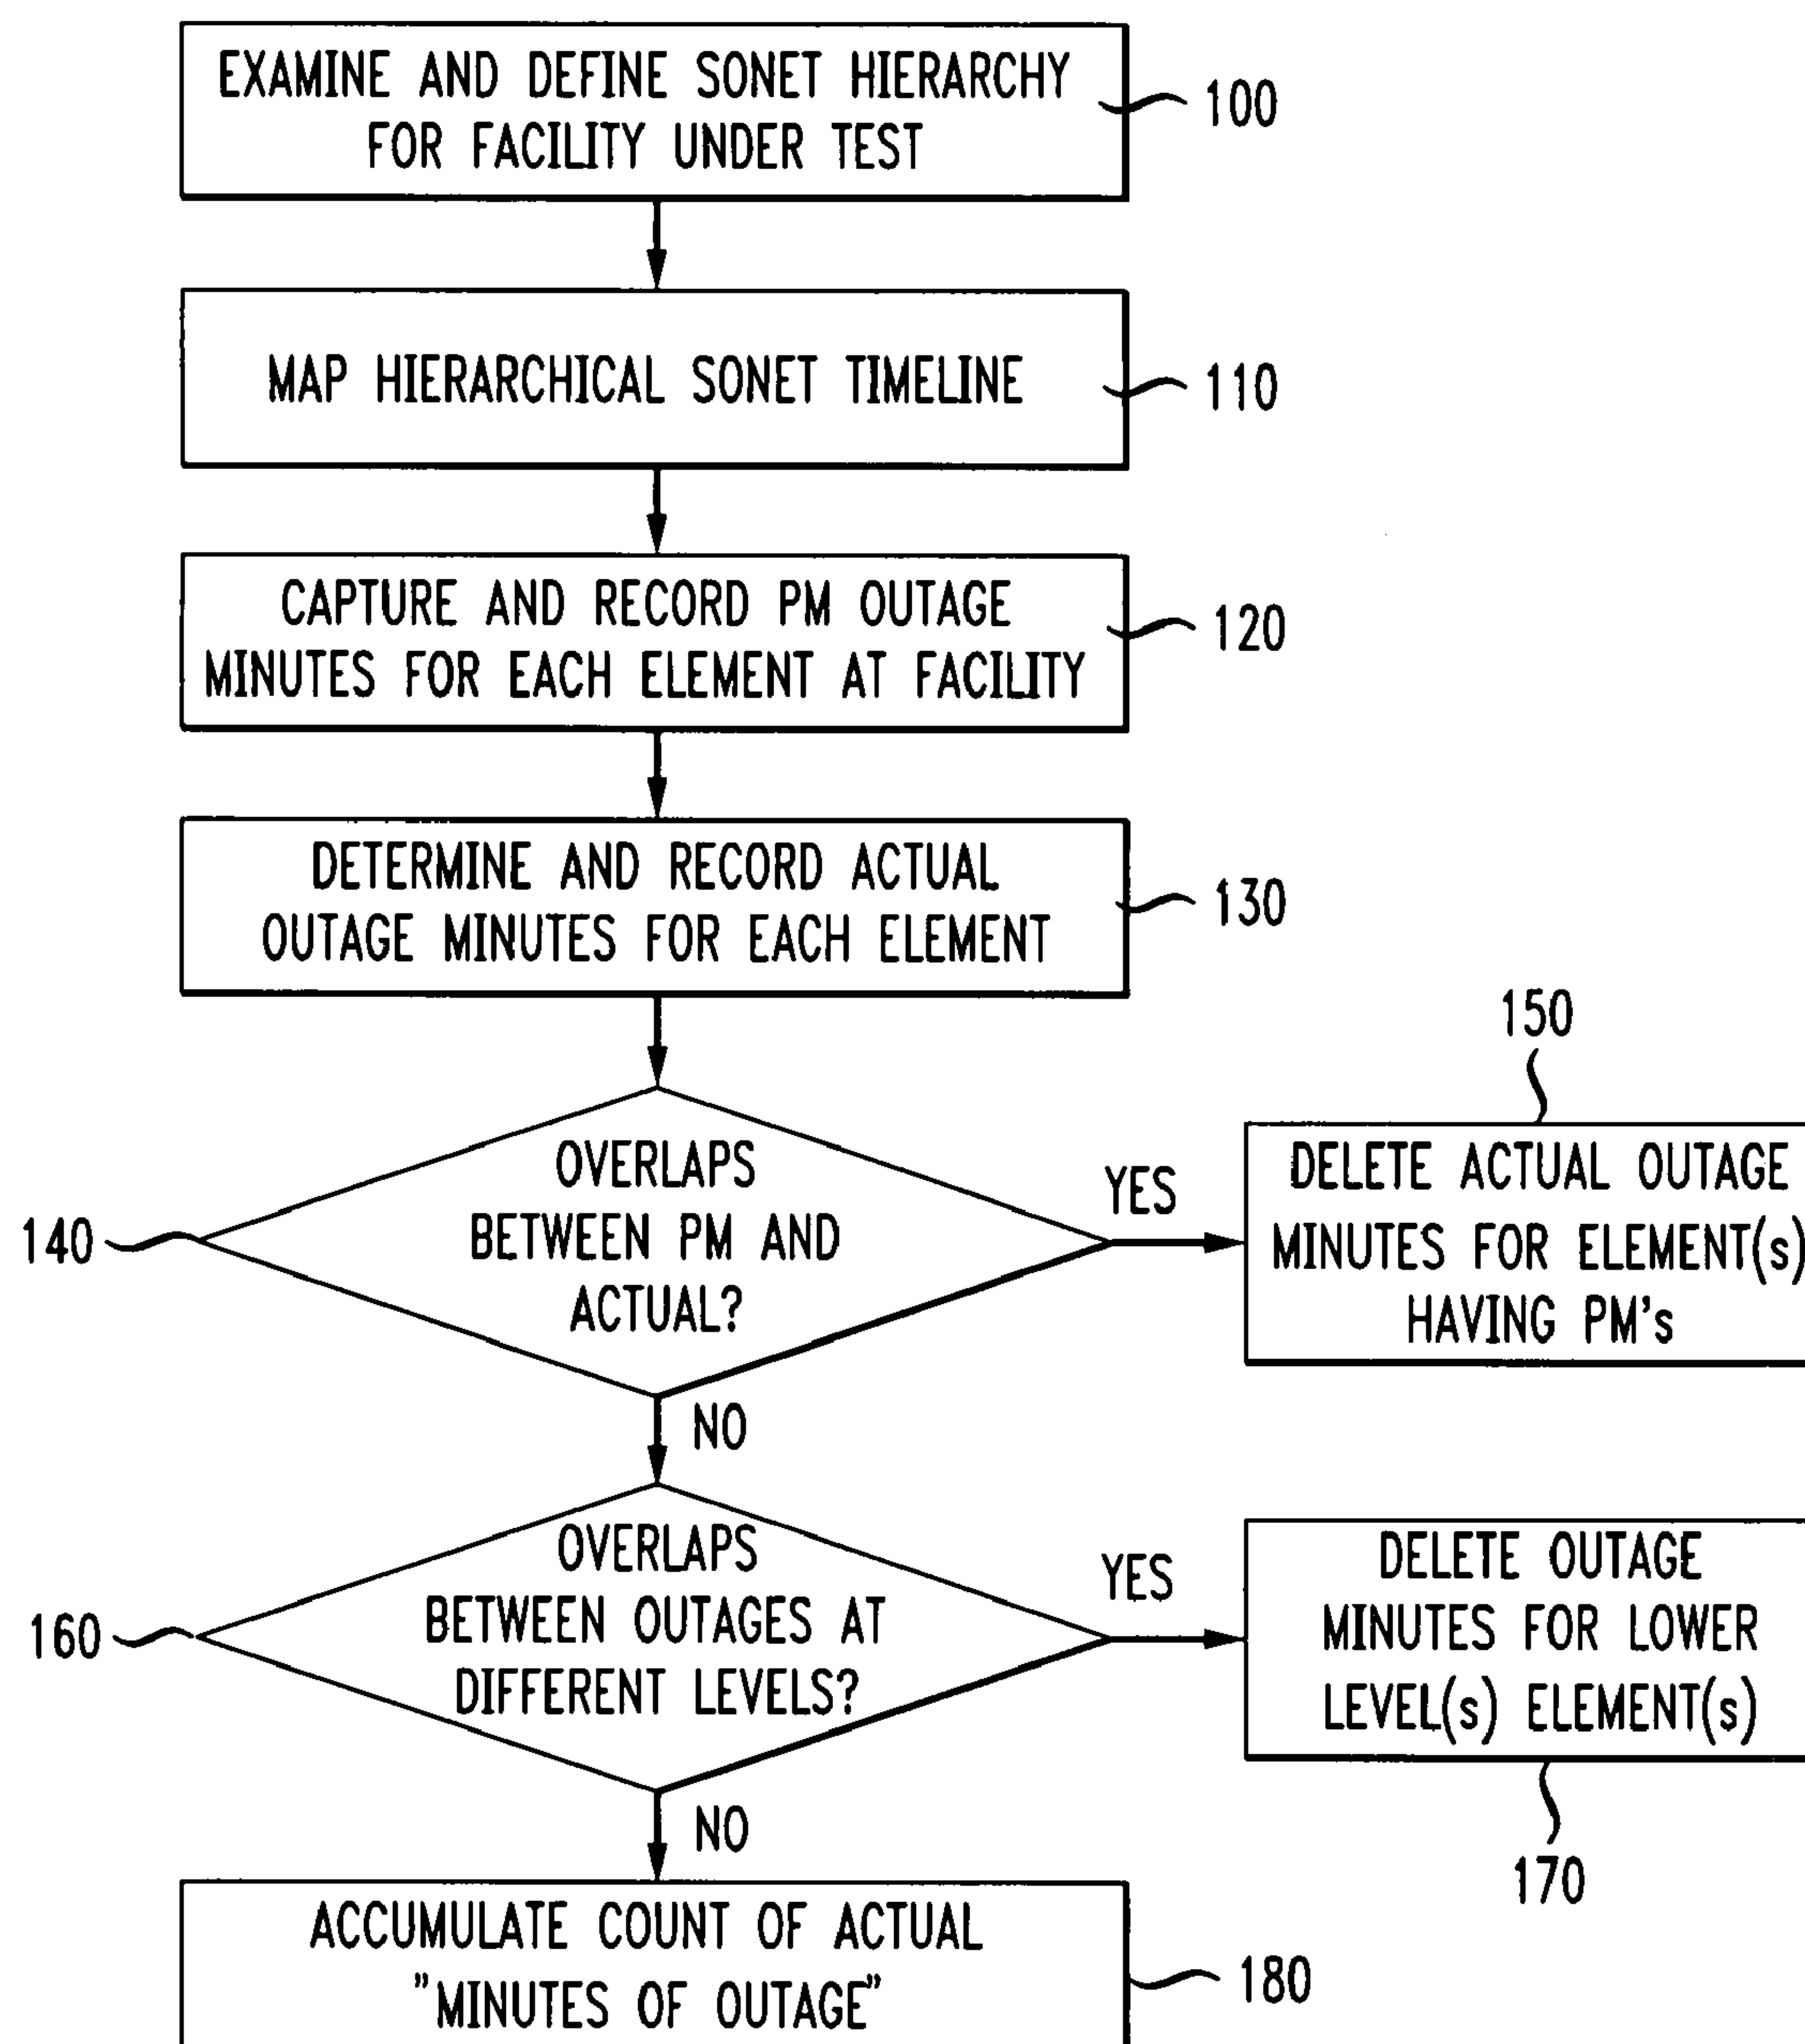 EXAMINE AND DEFINE SONET HIERARCHY
FOR FACILITY UNDER TEST
100
MAP HIERARCHICAL SONET TIMELINE
110
CAPTURE AND RECORD PM OUTAGE
MINUTES FOR EACH ELEMENT AT FACILITY
120
DETERMINE AND RECORD ACTUAL
OUTAGE MINUTES FOR EACH ELEMENT
130
OVERLAPS
BETWEEN PM AND
ACTUAL?
140
YES
150
DELETE ACTUAL OUTAGE
MINUTES FOR ELEMENT(s)
HAVING PM's
NO
OVERLAPS
BETWEEN OUTAGES AT
DIFFERENT LEVELS?
160
YES
DELETE OUTAGE
MINUTES FOR LOWER
LEVEL(s) ELEMENT(s)
170
NO
ACCUMULATE COUNT OF ACTUAL
"MINUTES OF OUTAGE"
180